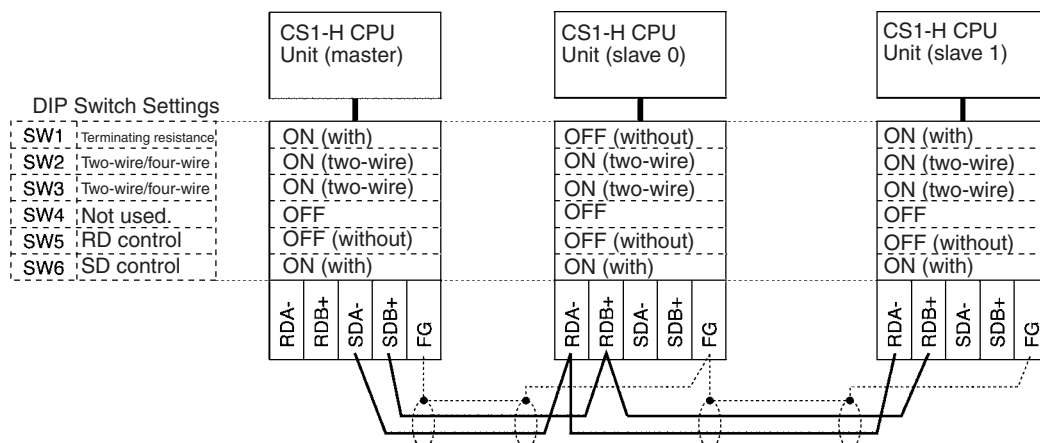 CS1-H CPU
Unit (master)
CS1-H CPU
Unit (slave 0)
CS1-H CPU
Unit (slave 1)
DIP Switch Settings
SW1 Terminating resistance ON (with) OFF (without) ON (with)
SW2 Two-wire/four-wire ON (two-wire) ON (two-wire) ON (two-wire)
SW3 Two-wire/four-wire ON (two-wire) ON (two-wire) ON (two-wire)
SW4 Not used. OFF OFF OFF
SW5 RD control OFF (without) OFF (without) OFF (without)
SW6 SD control ON (with) ON (with) ON (with)
RDA- RDB+ SDA- SDB+ FG RDA- RDB+ SDA- SDB+ FG RDA- RDB+ SDA- SDB+ FG